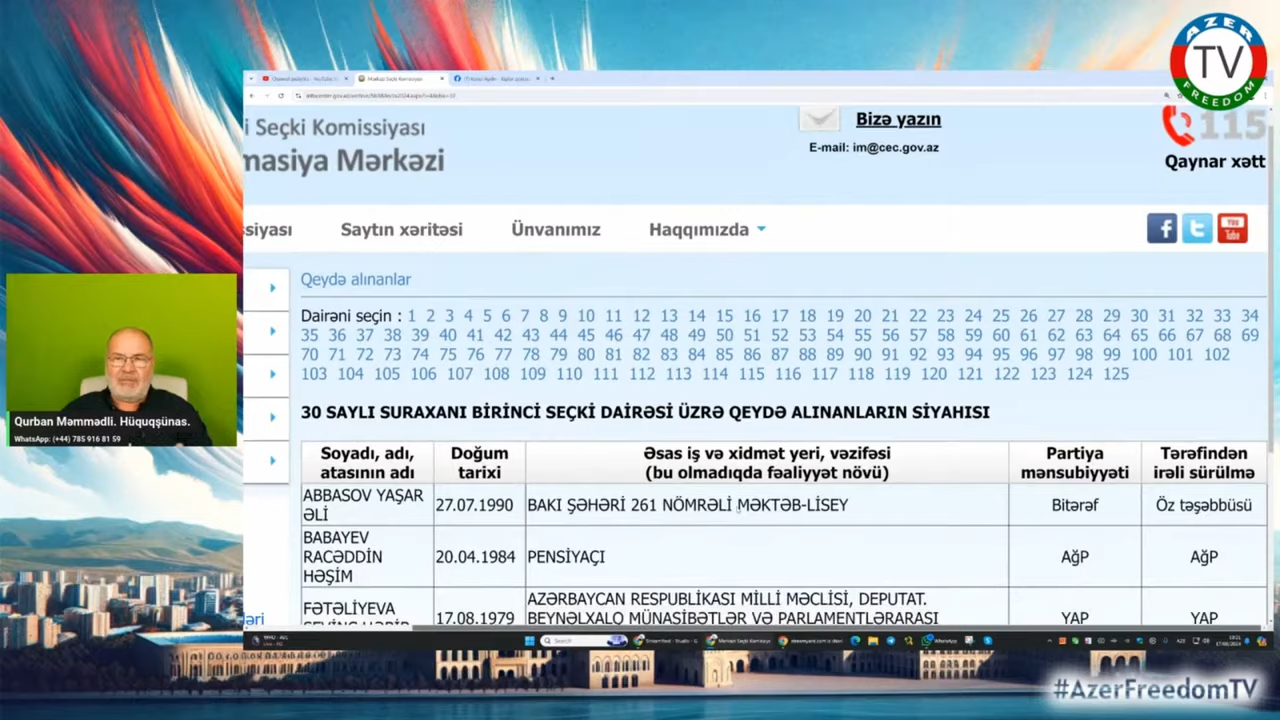 AZER
TV
FREEDOM
i Seçki Komissiyası
masiya Mərkəzi
Bizə yazın
E-mail: im@cec.gov.az
115
Qaynar xətt
siyası Saytın xəritəsi Ünvanımız Haqqımızda
You
Tube
Qeydə alınanlar
Dairəni seçin : 1 2 3 4 5 6 7 8 9 10 11 12 13 14 15 16 17 18 19 20 21 22 23 24 25 26 27 28 29 30 31 32 33 34
35 36 37 38 39 40 41 42 43 44 45 46 47 48 49 50 51 52 53 54 55 56 57 58 59 60 61 62 63 64 65 66 67 68 69
70 71 72 73 74 75 76 77 78 79 80 81 82 83 84 85 86 87 88 89 90 91 92 93 94 95 96 97 98 99 100 101 102
103 104 105 106 107 108 109 110 111 112 113 114 115 116 117 118 119 120 121 122 123 124 125
30 SAYLI SURAXANI BİRİNCİ SEÇKİ DAİRƏSİ ÜZRƏ QEYDƏ ALINANLARIN SİYAHISI
Soyadı, adı,
atasının adı
Doğum
tarixi
Əsas iş və xidmət yeri, vəzifəsi
(bu olmadıqda fəaliyyət növü)
Partiya
mənsubiyyəti
Tərəfindən
irəli sürülmə
ABBASOV YAŞAR
ƏLİ
27.07.1990
BAKI ŞƏHƏRİ 261 NÖMRƏLİ MƏKTƏB-LİSEY
Bitərəf
Öz təşəbbüsü
BABAYEV
RACƏDDİN
HƏŞİM
20.04.1984
PENSİYAÇI
AğP
AğP
FƏTƏLİYEVA
17.08.1979
AZƏRBAYCAN RESPUBLİKASI MİLLİ MƏCLİSİ, DEPUTAT.
BEYNƏLXALQ MÜNASİBƏTLƏR VƏ PARLAMENTLƏRARASI
YAP
YAP
Qurban Məmmədli. Hüquqşünas.
WhatsApp: (+44) 785 916 81 59
Search
WhatsApp
#AzerFreedomTV